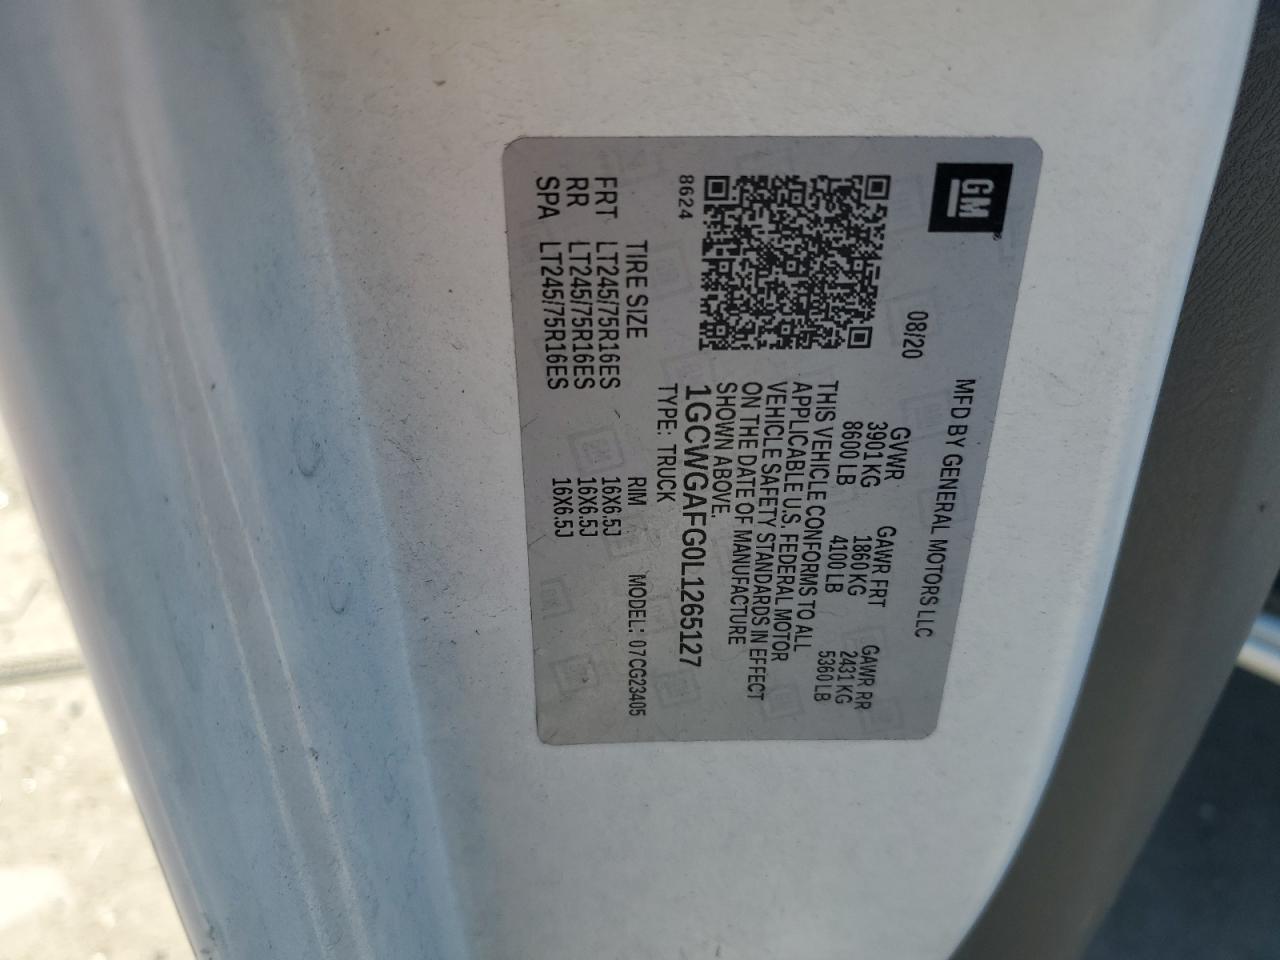 GM
MFD BY GENERAL MOTORS LLC
08/20
GVWR GAWR FRT GAWR RR
3901 KG 1860 KG 2431 KG
8600 LB 4100 LB 5360 LB
THIS VEHICLE CONFORMS TO ALL
APPLICABLE U.S. FEDERAL MOTOR
VEHICLE SAFETY STANDARDS IN EFFECT
ON THE DATE OF MANUFACTURE
SHOWN ABOVE.
1GCWGAFG0L1265127
8624
TYPE: TRUCK
TIRE SIZE RIM MODEL: 07CG23405
FRT LT245/75R16ES 16X6.5J
RR LT245/75R16ES 16X6.5J
SPA LT245/75R16ES 16X6.5J